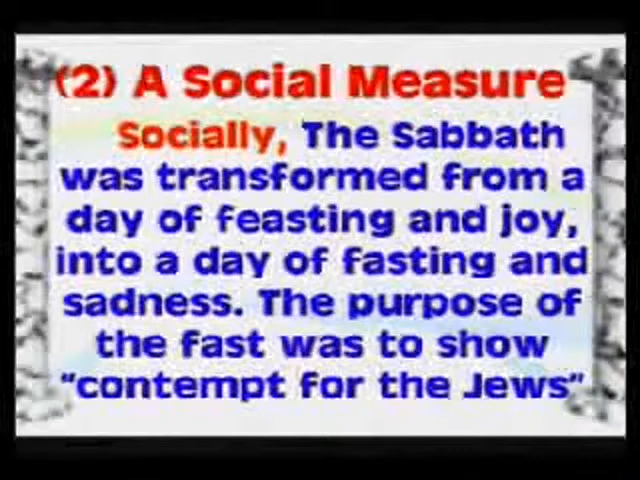 (2) A Social Measure
Socially, The Sabbath
was transformed from a
day of feasting and joy,
into a day of fasting and
sadness. The purpose of
the fast was to show
"contempt for the Jews"